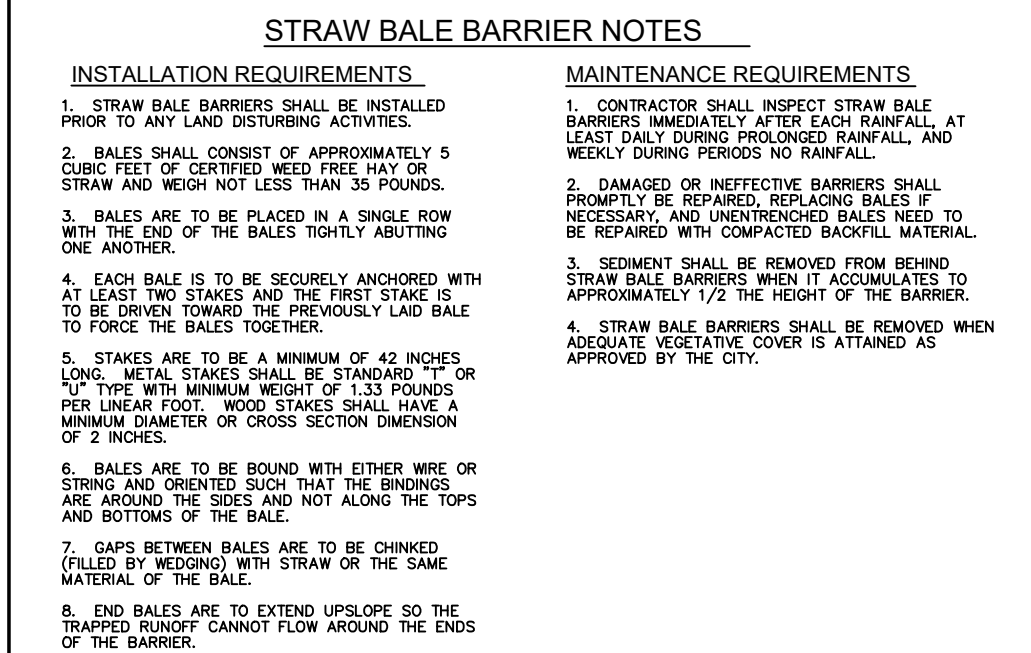 STRAW BALE BARRIER NOTES
INSTALLATION REQUIREMENTS
1. STRAW BALE BARRIERS SHALL BE INSTALLED
PRIOR TO ANY LAND DISTURBING ACTIVITIES.
2. BALES SHALL CONSIST OF APPROXIMATELY 5
CUBIC FEET OF CERTIFIED WEED FREE HAY OR
STRAW AND WEIGH NOT LESS THAN 35 POUNDS.
3. BALES ARE TO BE PLACED IN A SINGLE ROW
WITH THE END OF THE BALES TIGHTLY ABUTTING
ONE ANOTHER.
4. EACH BALE IS TO BE SECURELY ANCHORED WITH
AT LEAST TWO STAKES AND THE FIRST STAKE IS
TO BE DRIVEN TOWARD THE PREVIOUSLY LAID BALE
TO FORCE THE BALES TOGETHER.
5. STAKES ARE TO BE A MINIMUM OF 42 INCHES
LONG. METAL STAKES SHALL BE STANDARD "T" OR
"U" TYPE WITH MINIMUM WEIGHT OF 1.33 POUNDS
PER LINEAR FOOT. WOOD STAKES SHALL HAVE A
MINIMUM DIAMETER OR CROSS SECTION DIMENSION
OF 2 INCHES.
6. BALES ARE TO BE BOUND WITH EITHER WIRE OR
STRING AND ORIENTED SUCH THAT THE BINDINGS
ARE AROUND THE SIDES AND NOT ALONG THE TOPS
AND BOTTOMS OF THE BALE.
7. GAPS BETWEEN BALES ARE TO BE CHINKED
(FILLED BY WEDGING) WITH STRAW OR THE SAME
MATERIAL OF THE BALE.
8. END BALES ARE TO EXTEND UPSLOPE SO THE
TRAPPED RUNOFF CANNOT FLOW AROUND THE ENDS
OF THE BARRIER.
MAINTENANCE REQUIREMENTS
1. CONTRACTOR SHALL INSPECT STRAW BALE
BARRIERS IMMEDIATELY AFTER EACH RAINFALL, AT
LEAST DAILY DURING PROLONGED RAINFALL, AND
WEEKLY DURING PERIODS NO RAINFALL.
2. DAMAGED OR INEFFECTIVE BARRIERS SHALL
PROMPTLY BE REPAIRED, REPLACING BALES IF
NECESSARY, AND UNENTRENCHED BALES NEED TO
BE REPAIRED WITH COMPACTED BACKFILL MATERIAL.
3. SEDIMENT SHALL BE REMOVED FROM BEHIND
STRAW BALE BARRIERS WHEN IT ACCUMULATES TO
APPROXIMATELY 1/2 THE HEIGHT OF THE BARRIER.
4. STRAW BALE BARRIERS SHALL BE REMOVED WHEN
ADEQUATE VEGETATIVE COVER IS ATTAINED AS
APPROVED BY THE CITY.